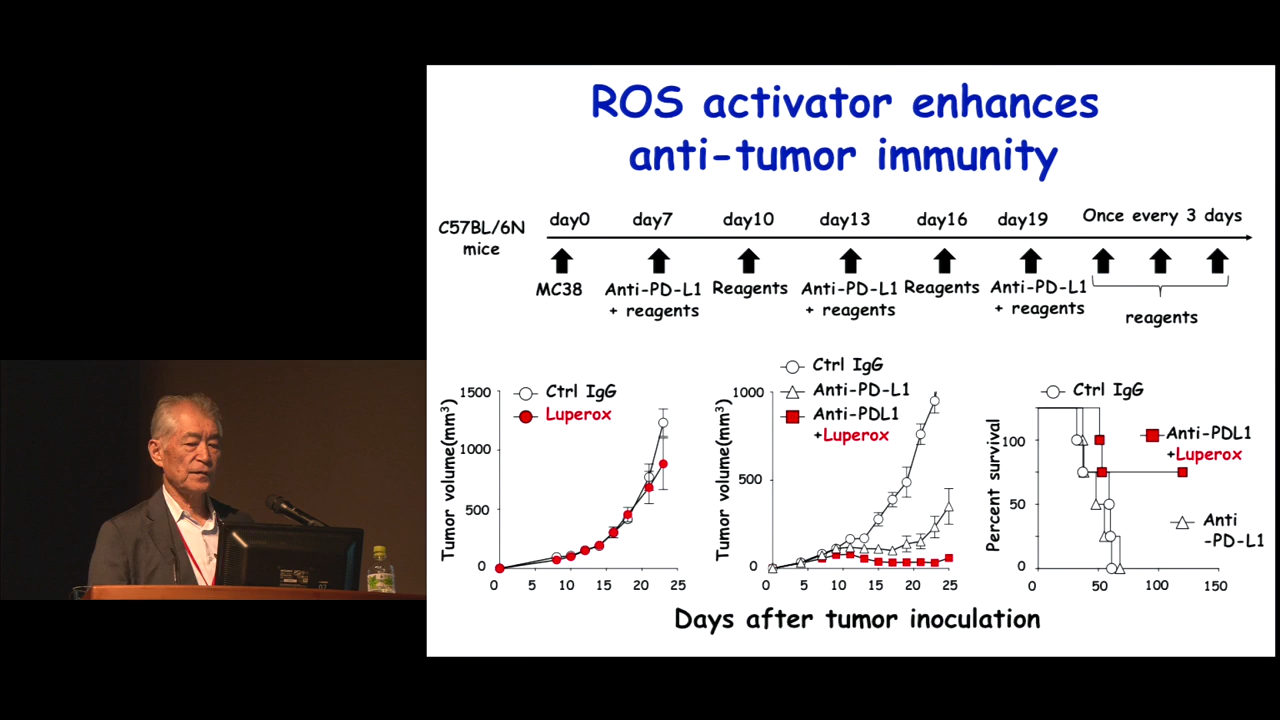 ROS activator enhances
anti-tumor immunity
C57BL/6N
mice
day0
day7
day10
day13
day16
day19
Once every 3 days
MC38
Anti-PD-L1
+ reagents
Reagents
Anti-PD-L1
+ reagents
Reagents
Anti-PD-L1
+ reagents
reagents
Tumor volume(mm3)
1500
1000
500
0
Ctrl IgG
Luperox
0 5 10 15 20 25
Tumor volume(mm3)
1000
500
0
Ctrl IgG
Anti-PD-L1
Anti-PDL1
+Luperox
0 5 10 15 20 25
Percent survival
100
50
0
Ctrl IgG
Anti-PDL1
+Luperox
Anti
-PD-L1
0 50 100 150
Days after tumor inoculation